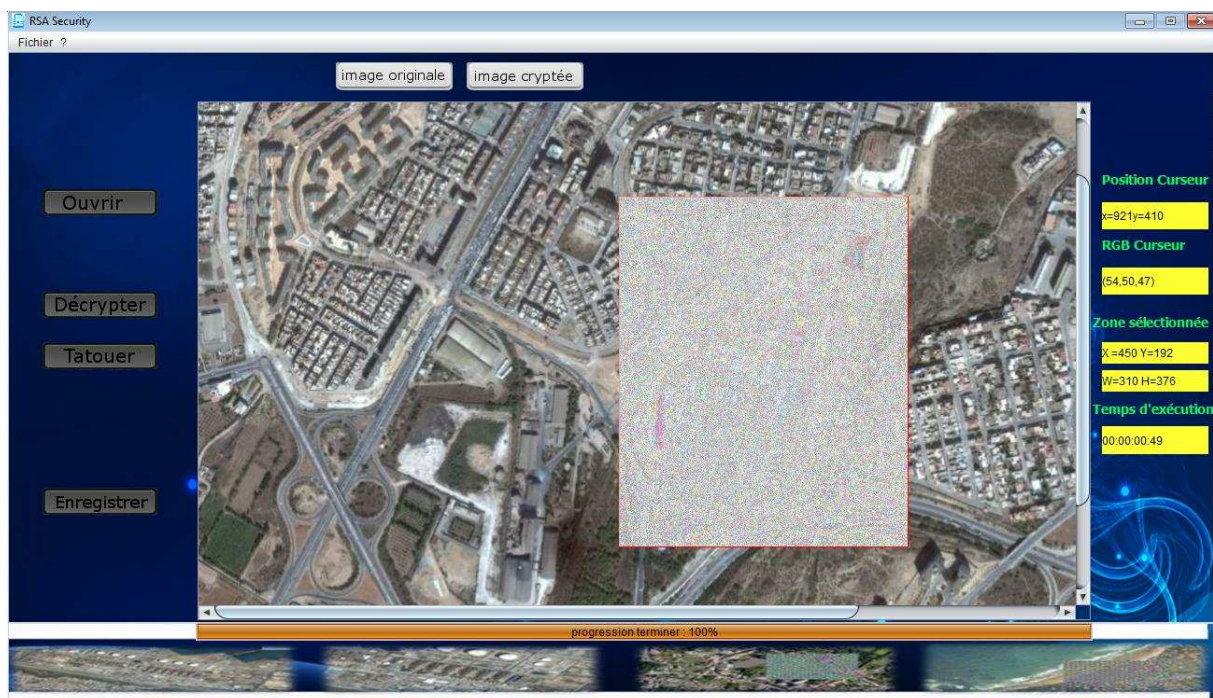 RSA Security
Fichier ?
image originale image cryptée
Ouvrir
Décrypter
Tatouer
Enregistrer
Position Curseur
x=921y=410
RGB Curseur
(54,50,47)
Zone sélectionnée
X =450 Y=192
W=310 H=376
Temps d'exécution
00:00:00:49
progression terminer : 100%